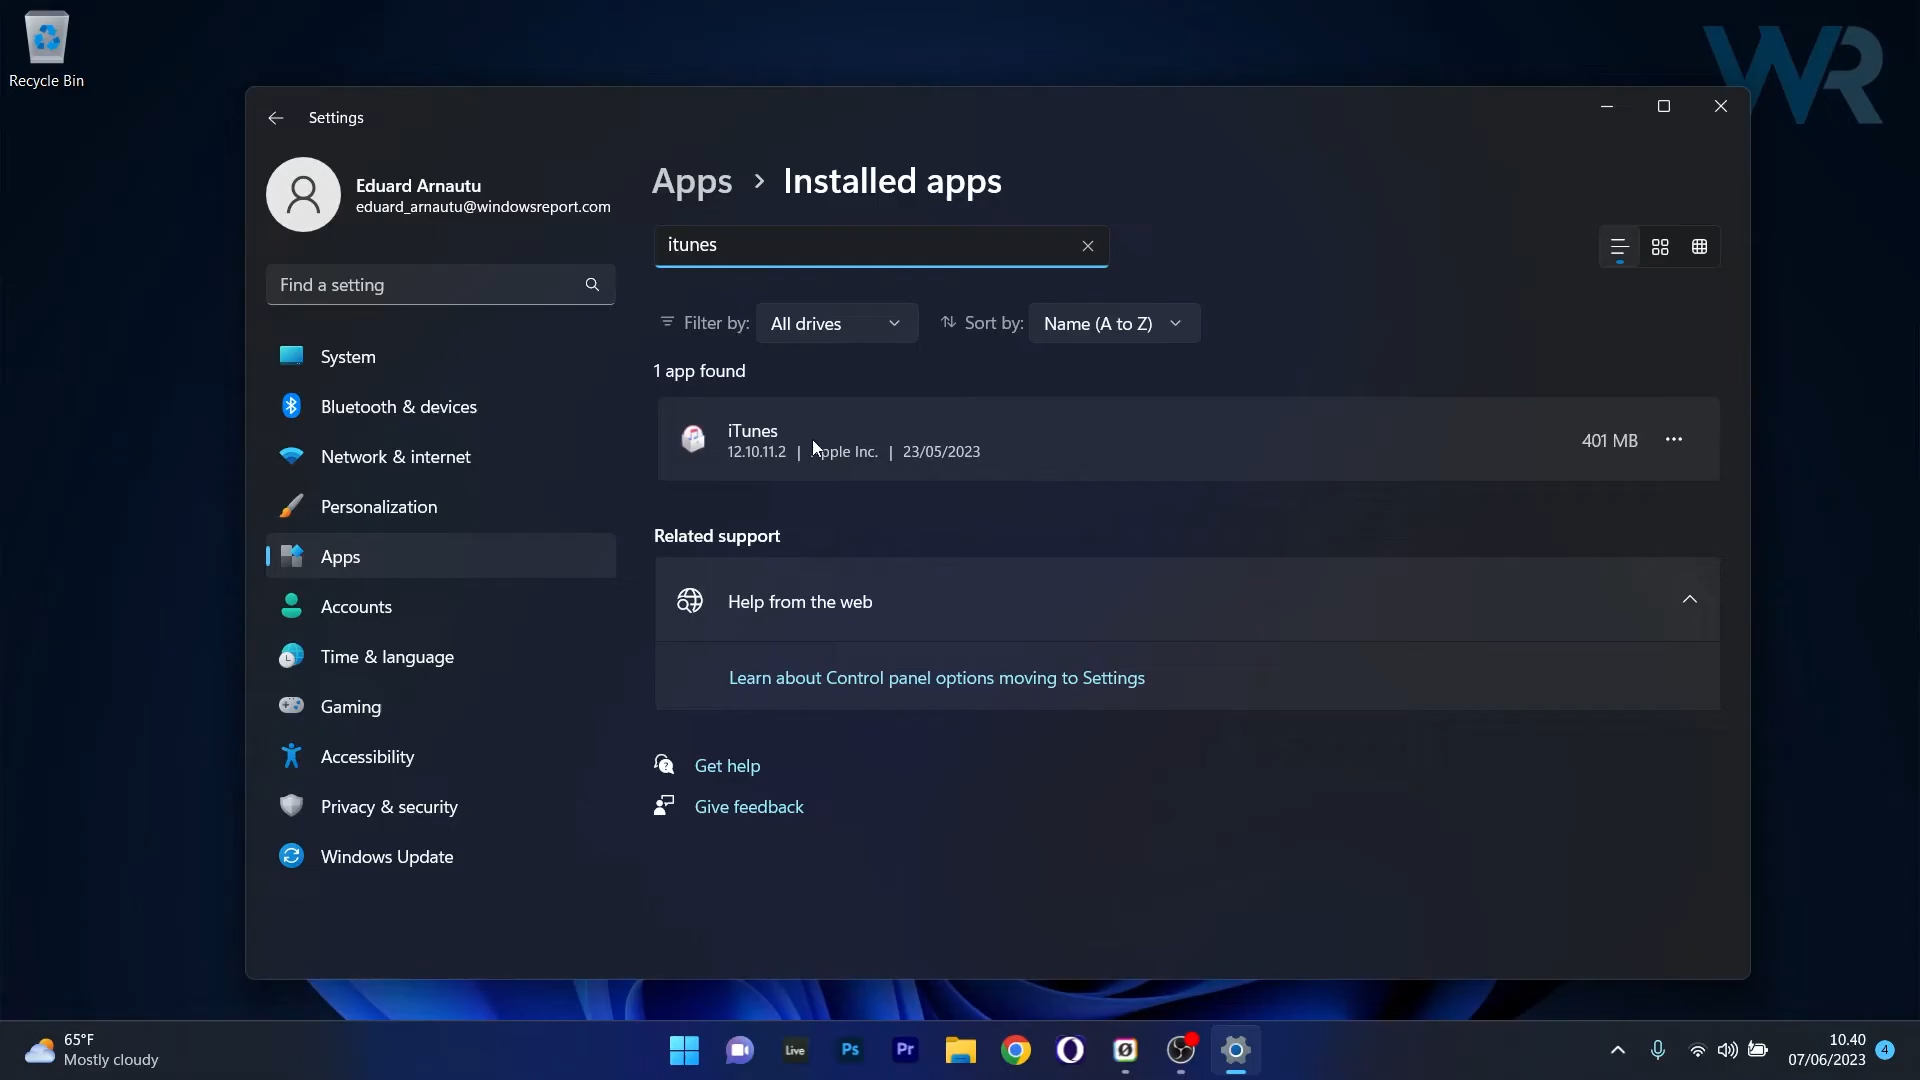 Recycle Bin
WR
Settings
Eduard Arnautu
eduard_arnautu@windowsreport.com
Find a setting
System
Bluetooth & devices
Network & internet
Personalization
Apps
Accounts
Time & language
Gaming
Accessibility
Privacy & security
Windows Update
Apps > Installed apps
itunes
Filter by: All drives
Sort by: Name (A to Z)
1 app found
iTunes
12.10.11.2 | Apple Inc. | 23/05/2023
401 MB
Related support
Help from the web
Learn about Control panel options moving to Settings
Get help
Give feedback
65°F
Mostly cloudy
Live
Ps
Pr
10.40
07/06/2023
4